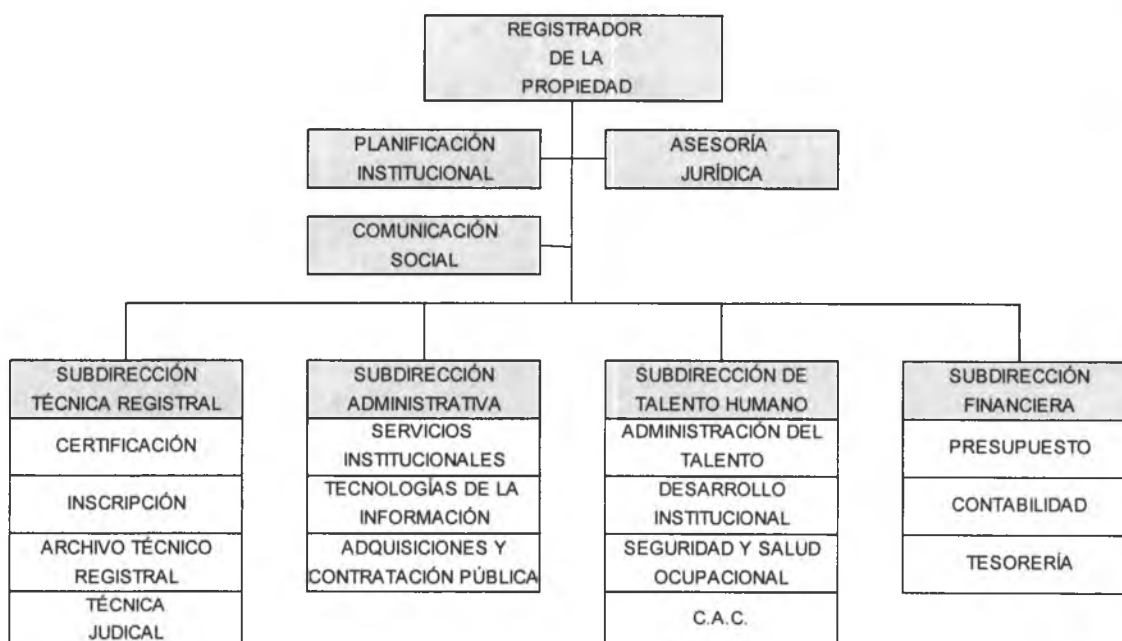 REGISTRADOR
DE LA
PROPIEDAD
PLANIFICACIÓN
INSTITUCIONAL
ASESORÍA
JURÍDICA
COMUNICACIÓN
SOCIAL
SUBDIRECCIÓN
TÉCNICA REGISTRAL
CERTIFICACIÓN
INSCRIPCIÓN
ARCHIVO TÉCNICO
REGISTRAL
TÉCNICA
JUDICAL
SUBDIRECCIÓN
ADMINISTRATIVA
SERVICIOS
INSTITUCIONALES
TECNOLOGÍAS DE LA
INFORMACIÓN
ADQUISICIONES Y
CONTRATACIÓN PÚBLICA
SUBDIRECCIÓN DE
TALENTO HUMANO
ADMINISTRACIÓN DEL
TALENTO
DESARROLLO
INSTITUCIONAL
SEGURIDAD Y SALUD
OCUPACIONAL
C.A.C.
SUBDIRECCIÓN
FINANCIERA
PRESUPUESTO
CONTABILIDAD
TESORERÍA